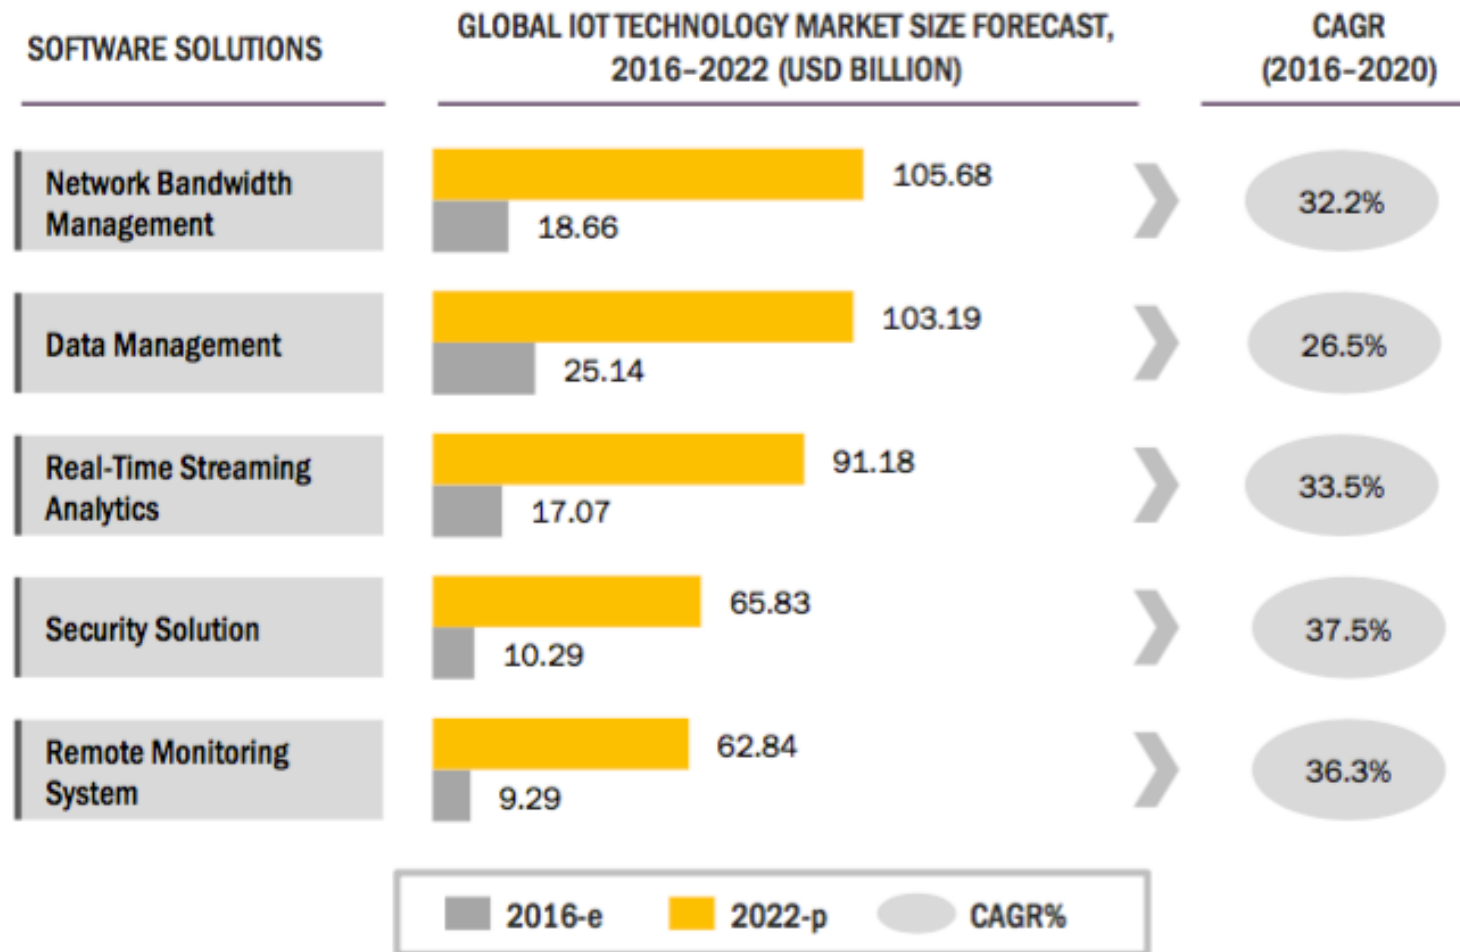 SOFTWARE SOLUTIONS
GLOBAL IOT TECHNOLOGY MARKET SIZE FORECAST,
2016–2022 (USD BILLION)
CAGR
(2016–2020)
Network Bandwidth
Management
105.68
18.66
32.2%
Data Management
103.19
25.14
26.5%
Real-Time Streaming
Analytics
91.18
17.07
33.5%
Security Solution
65.83
10.29
37.5%
Remote Monitoring
System
62.84
9.29
36.3%
2016-e
2022-p
CAGR%